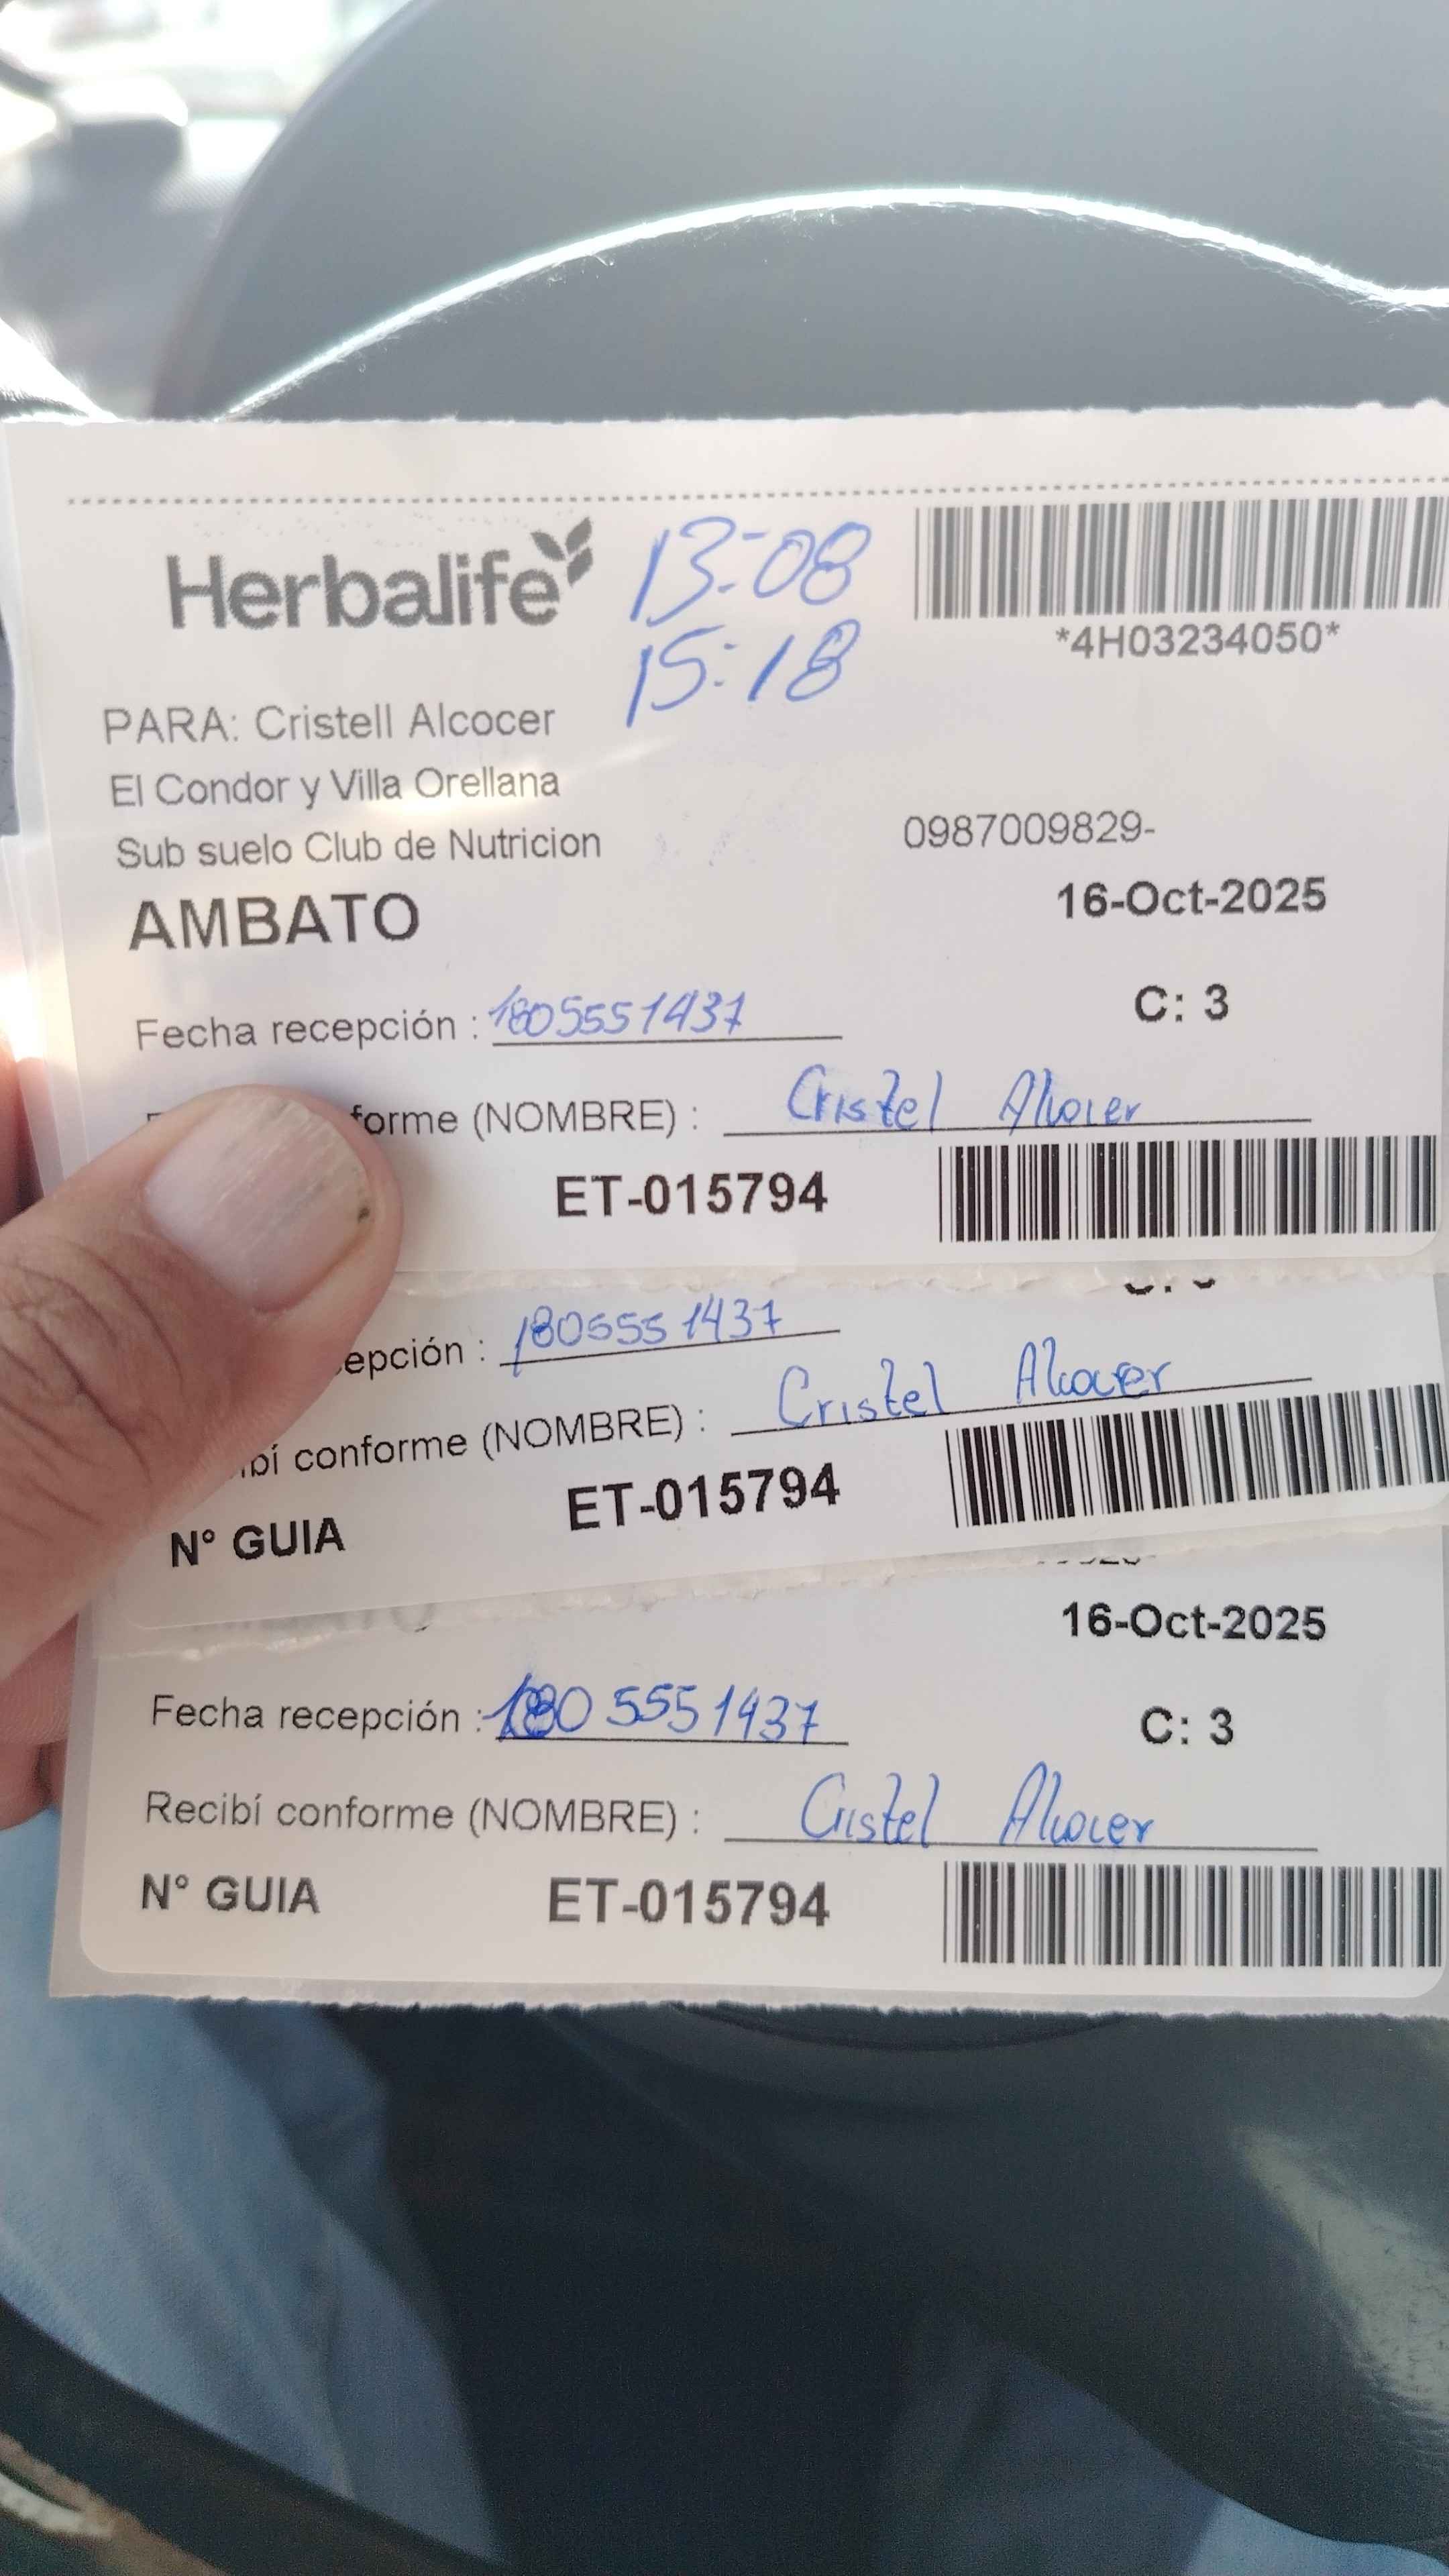 Herbalife
13:08
15:18
*4H03234050*
PARA: Cristell Alcocer
El Condor y Villa Orellana
Sub suelo Club de Nutricion
0987009829-
AMBATO
16-Oct-2025
Fecha recepción : 1805551437
C: 3
forme (NOMBRE) : Cristel Alcocer
ET-015794
epción : 1805551437
ibí conforme (NOMBRE) : Cristel Alcocer
N° GUIA ET-015794
16-Oct-2025
Fecha recepción : 1805551437
C: 3
Recibí conforme (NOMBRE) : Cristel Alcocer
N° GUIA ET-015794